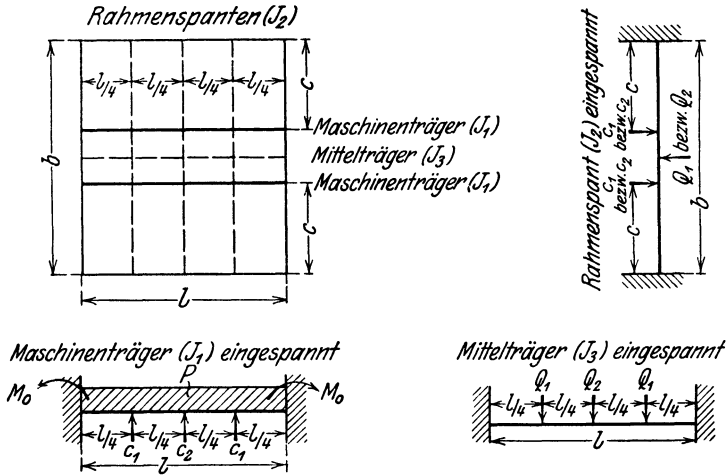 Rahmenspanten (J₂)
l/4 l/4 l/4 l/4
c
b
Maschinenträger (J₁)
Mittelträger (J₃)
Maschinenträger (J₁)
c
l
Rahmenspant (J₂) eingespannt
c₁ bezw. c₂
c₁ bezw. c₂
c
c
Q₁ bezw. Q₂
b
Maschinenträger (J₁) eingespannt
M₀ P M₀
l/4 l/4 l/4 l/4
c₁ c₂ c₁
l
Mittelträger (J₃) eingespannt
Q₁ Q₂ Q₁
l/4 l/4 l/4 l/4
l